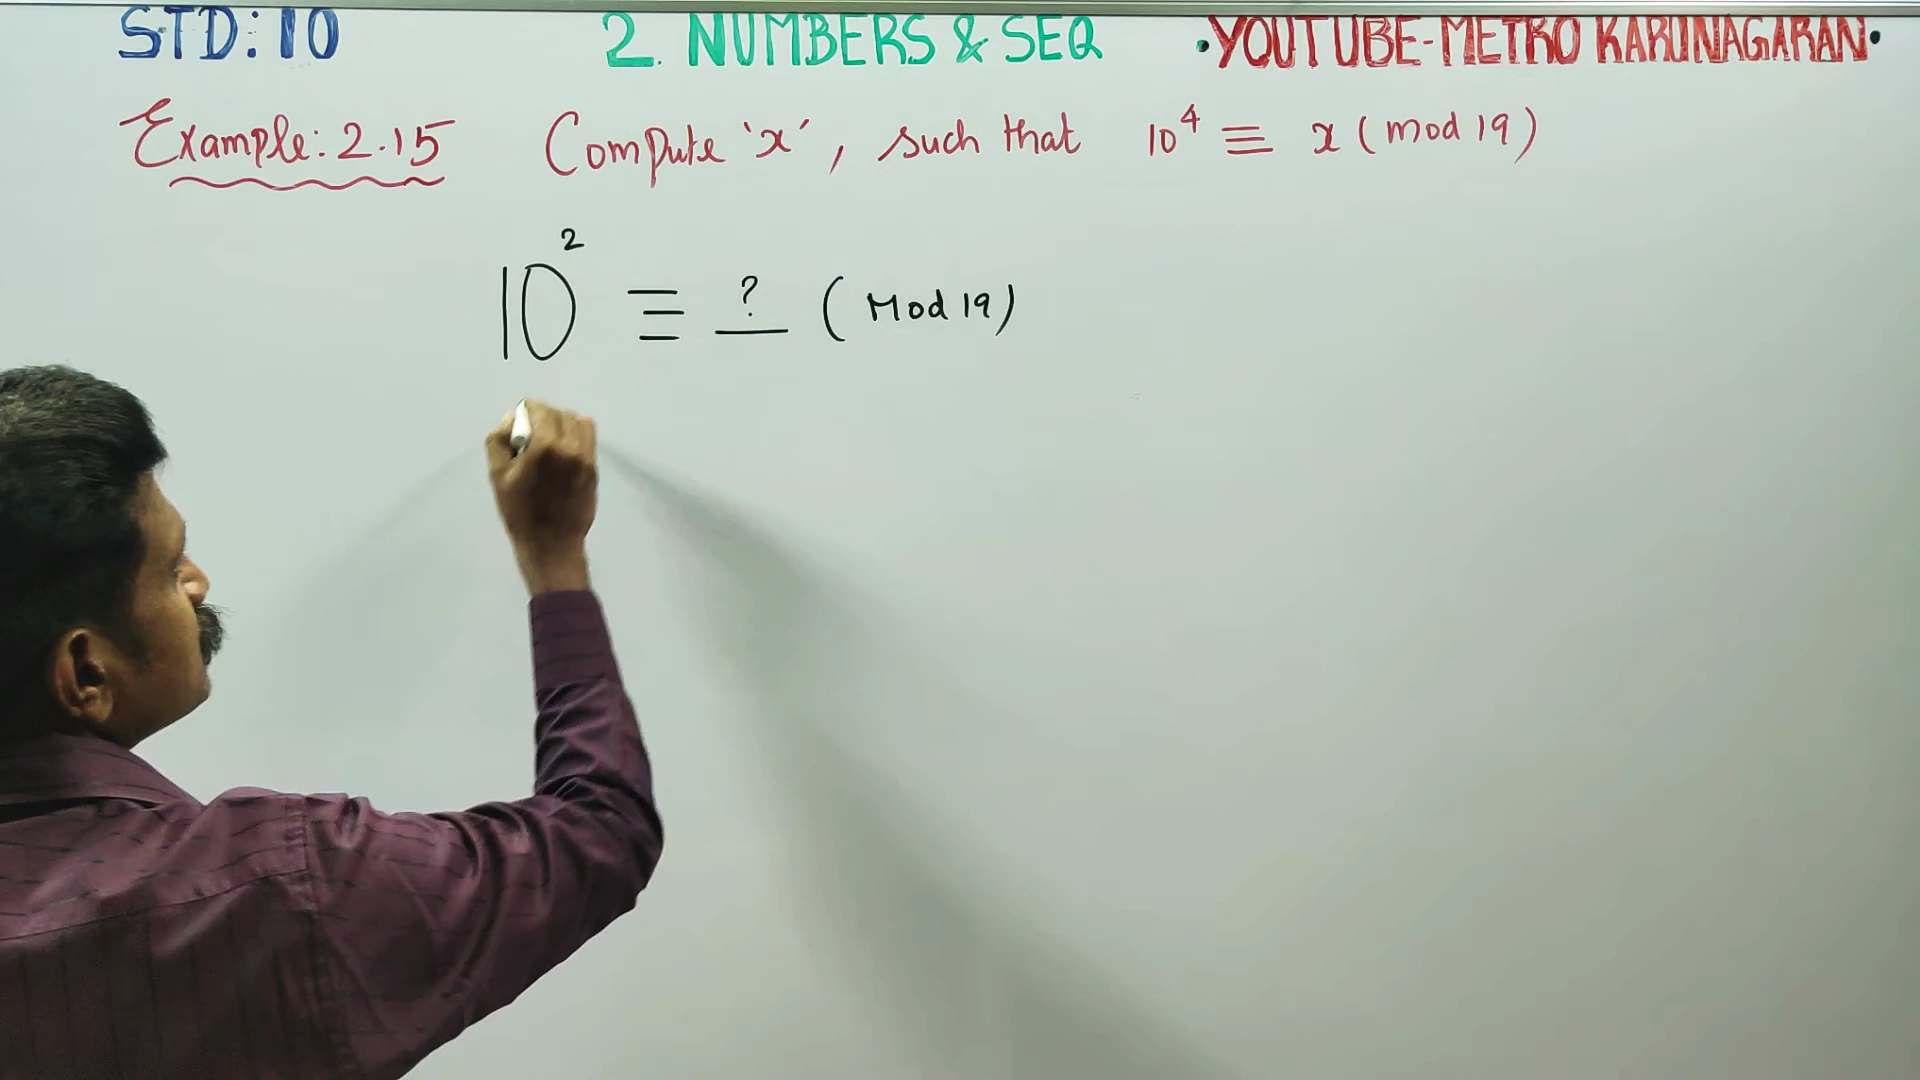 STD: 10 2. NUMBERS & SEQ •YOUTUBE-METRO KARUNAGARAN•
Example: 2.15 Compute 'x', such that 10⁴ ≡ x (mod 19)
10² ≡ ? (Mod 19)